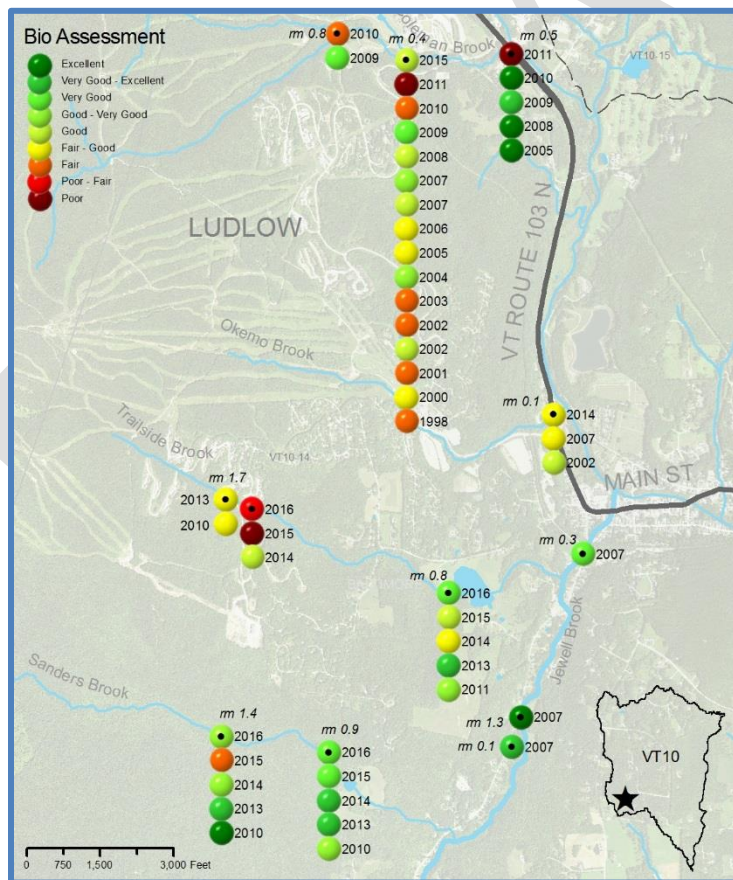 Bio Assessment
Excellent
Very Good - Excellent
Very Good
Good - Very Good
Good
Fair - Good
Fair
Poor - Fair
Poor
rm 0.8
2010
2009
rm 0.4
2015
2011
2010
2009
2008
2007
2007
2006
2005
2004
2003
2002
2002
2001
2000
1998
Brook
rm 0.5
2011
2010
2009
2008
2005
VT10-15
LUDLOW
VT ROUTE 103 N
Okemo Brook
rm 0.1
2014
2007
2002
MAIN ST
Trailside Brook
VT10-14
rm 1.7
2013
2010
2016
2015
2014
rm 0.3
2007
rm 0.8
2016
2015
2014
2013
2011
Jewell Brook
Sanders Brook
rm 1.4
2016
2015
2014
2013
2010
rm 0.9
2016
2015
2014
2013
2010
rm 1.3
2007
rm 0.1
2007
VT10
0 750 1,500 3,000 Feet